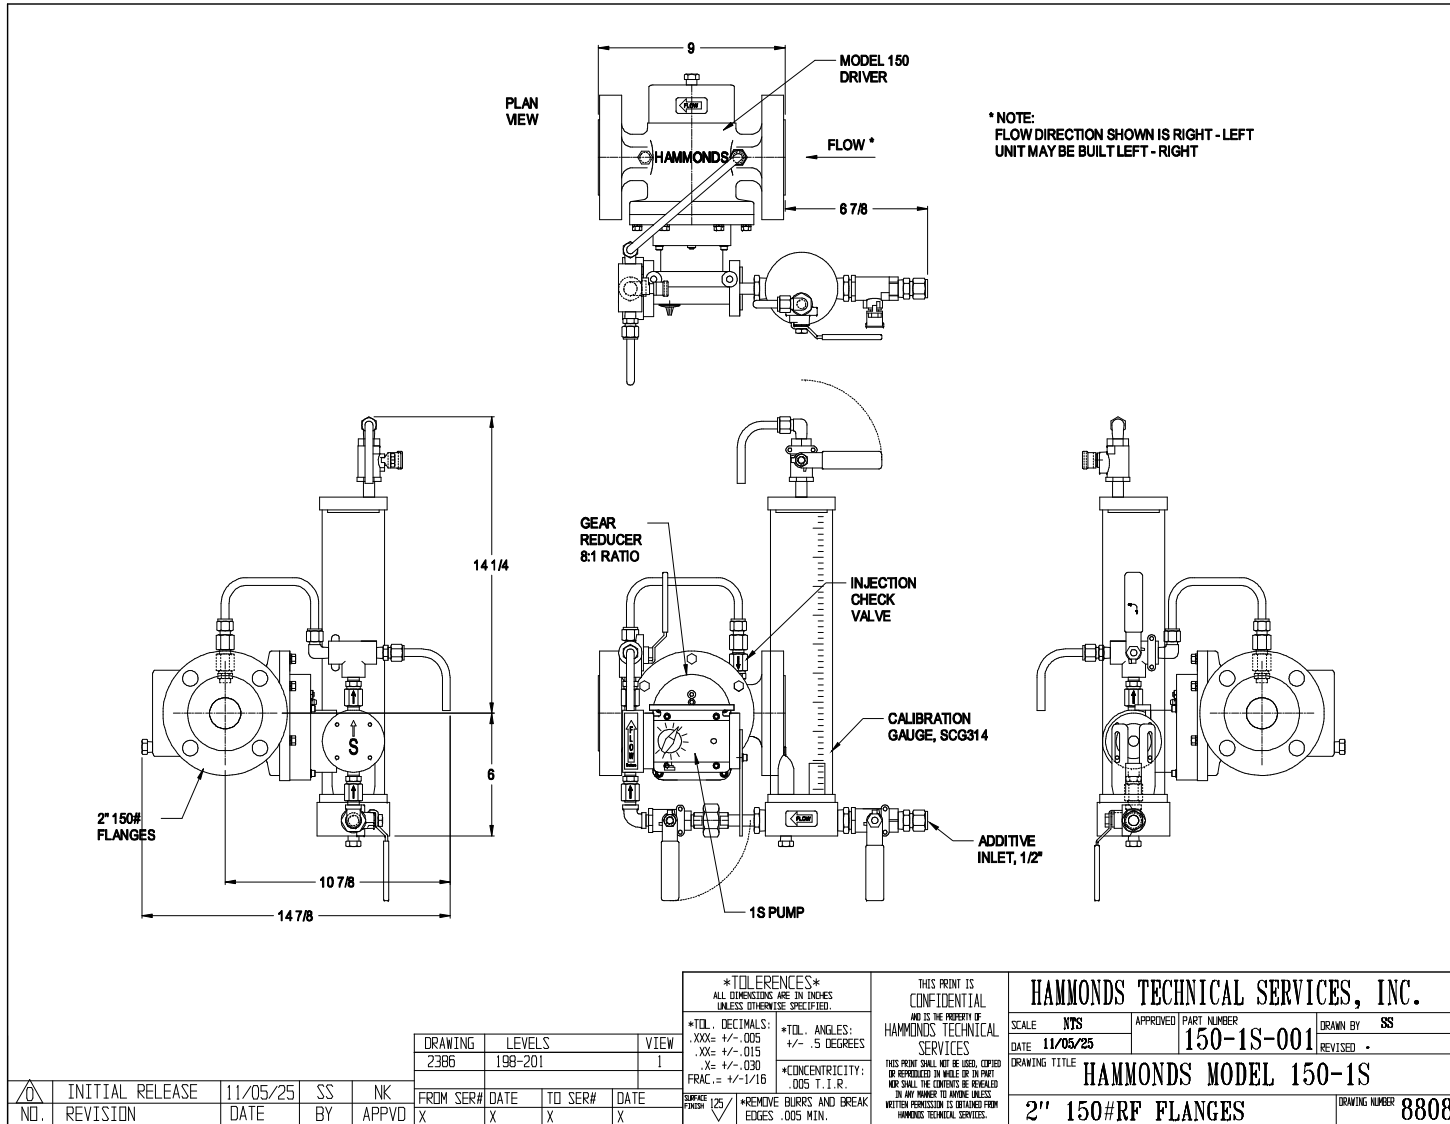 9
MODEL 150
DRIVER
PLAN
VIEW
FLOW
HAMMONDS
FLOW *
* NOTE:
FLOW DIRECTION SHOWN IS RIGHT - LEFT
UNIT MAY BE BUILT LEFT - RIGHT
6 7/8
14 1/4
6
S
2" 150#
FLANGES
10 7/8
14 7/8
GEAR
REDUCER
8:1 RATIO
INJECTION
CHECK
VALVE
FLOW
CALIBRATION
GAUGE, SCG314
FLOW
ADDITIVE
INLET, 1/2"
1S PUMP
DRAWING LEVELS VIEW
2386 198-201 1
FROM SER# DATE TO SER# DATE
X X X X
0 INITIAL RELEASE 11/05/25 SS NK
NO. REVISION DATE BY APPVD
*TOLERENCES*
ALL DIMENSIONS ARE IN INCHES
UNLESS OTHERWISE SPECIFIED.
*TOL. DECIMALS:
.XXX= +/-.005
.XX= +/-.015
.X= +/-.030
FRAC.= +/-1/16
*TOL. ANGLES:
+/- .5 DEGREES
*CONCENTRICITY:
.005 T.I.R.
SURFACE
FINISH 125
*REMOVE BURRS AND BREAK
EDGES .005 MIN.
THIS PRINT IS
CONFIDENTIAL
AND IS THE PROPERTY OF
HAMMONDS TECHNICAL
SERVICES
THIS PRINT SHALL NOT BE USED, COPIED
OR REPRODUCED IN WHOLE OR IN PART
NOR SHALL THE CONTENTS BE REVEALED
IN ANY MANNER TO ANYONE UNLESS
WRITTEN PERMISSION IS OBTAINED FROM
HAMMONDS TECHNICAL SERVICES.
HAMMONDS TECHNICAL SERVICES, INC.
SCALE NTS
APPROVED
PART NUMBER
150-1S-001
DRAWN BY SS
DATE 11/05/25
REVISED .
DRAWING TITLE
HAMMONDS MODEL 150-1S
2" 150#RF FLANGES
DRAWING NUMBER 8808